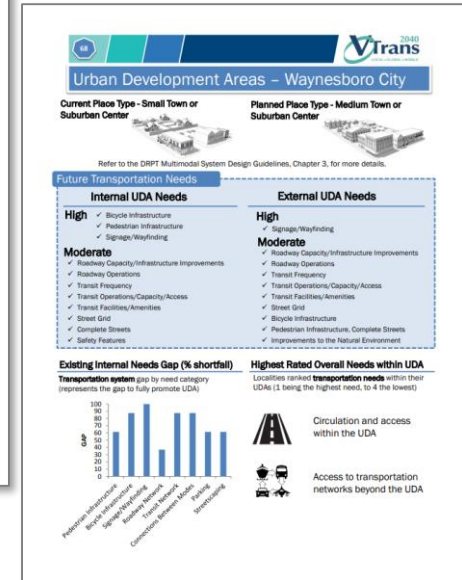 68
2040
VTrans
Urban Development Areas – Waynesboro City
Current Place Type - Small Town or
Suburban Center
Planned Place Type - Medium Town or
Suburban Center
Refer to the DRPT Multimodal System Design Guidelines, Chapter 3, for more details.
Future Transportation Needs
Internal UDA Needs
High
✓ Bicycle Infrastructure
✓ Pedestrian Infrastructure
✓ Signage/Wayfinding
Moderate
✓ Roadway Capacity/Infrastructure Improvements
✓ Roadway Operations
✓ Transit Frequency
✓ Transit Operations/Capacity/Access
✓ Transit Facilities/Amenities
✓ Street Grid
✓ Complete Streets
✓ Safety Features
External UDA Needs
High
✓ Signage/Wayfinding
Moderate
✓ Roadway Capacity/Infrastructure Improvements
✓ Roadway Operations
✓ Transit Frequency
✓ Transit Operations/Capacity/Access
✓ Transit Facilities/Amenities
✓ Street Grid
✓ Bicycle Infrastructure
✓ Pedestrian Infrastructure, Complete Streets
✓ Improvements to the Natural Environment
Existing Internal Needs Gap (% shortfall)
Transportation system gap by need category
(represents the gap to fully promote UDA)
GAP
100
90
80
70
60
50
40
30
20
10
0
Pedestrian Infrastructure
Bicycle Infrastructure
Signage/Wayfinding
Roadway Network
Transit Network
Connections Between Modes
Parking
Streetscaping
Highest Rated Overall Needs within UDA
Localities ranked transportation needs within their
UDAs (1 being the highest need, to 4 the lowest)
Circulation and access
within the UDA
Access to transportation
networks beyond the UDA